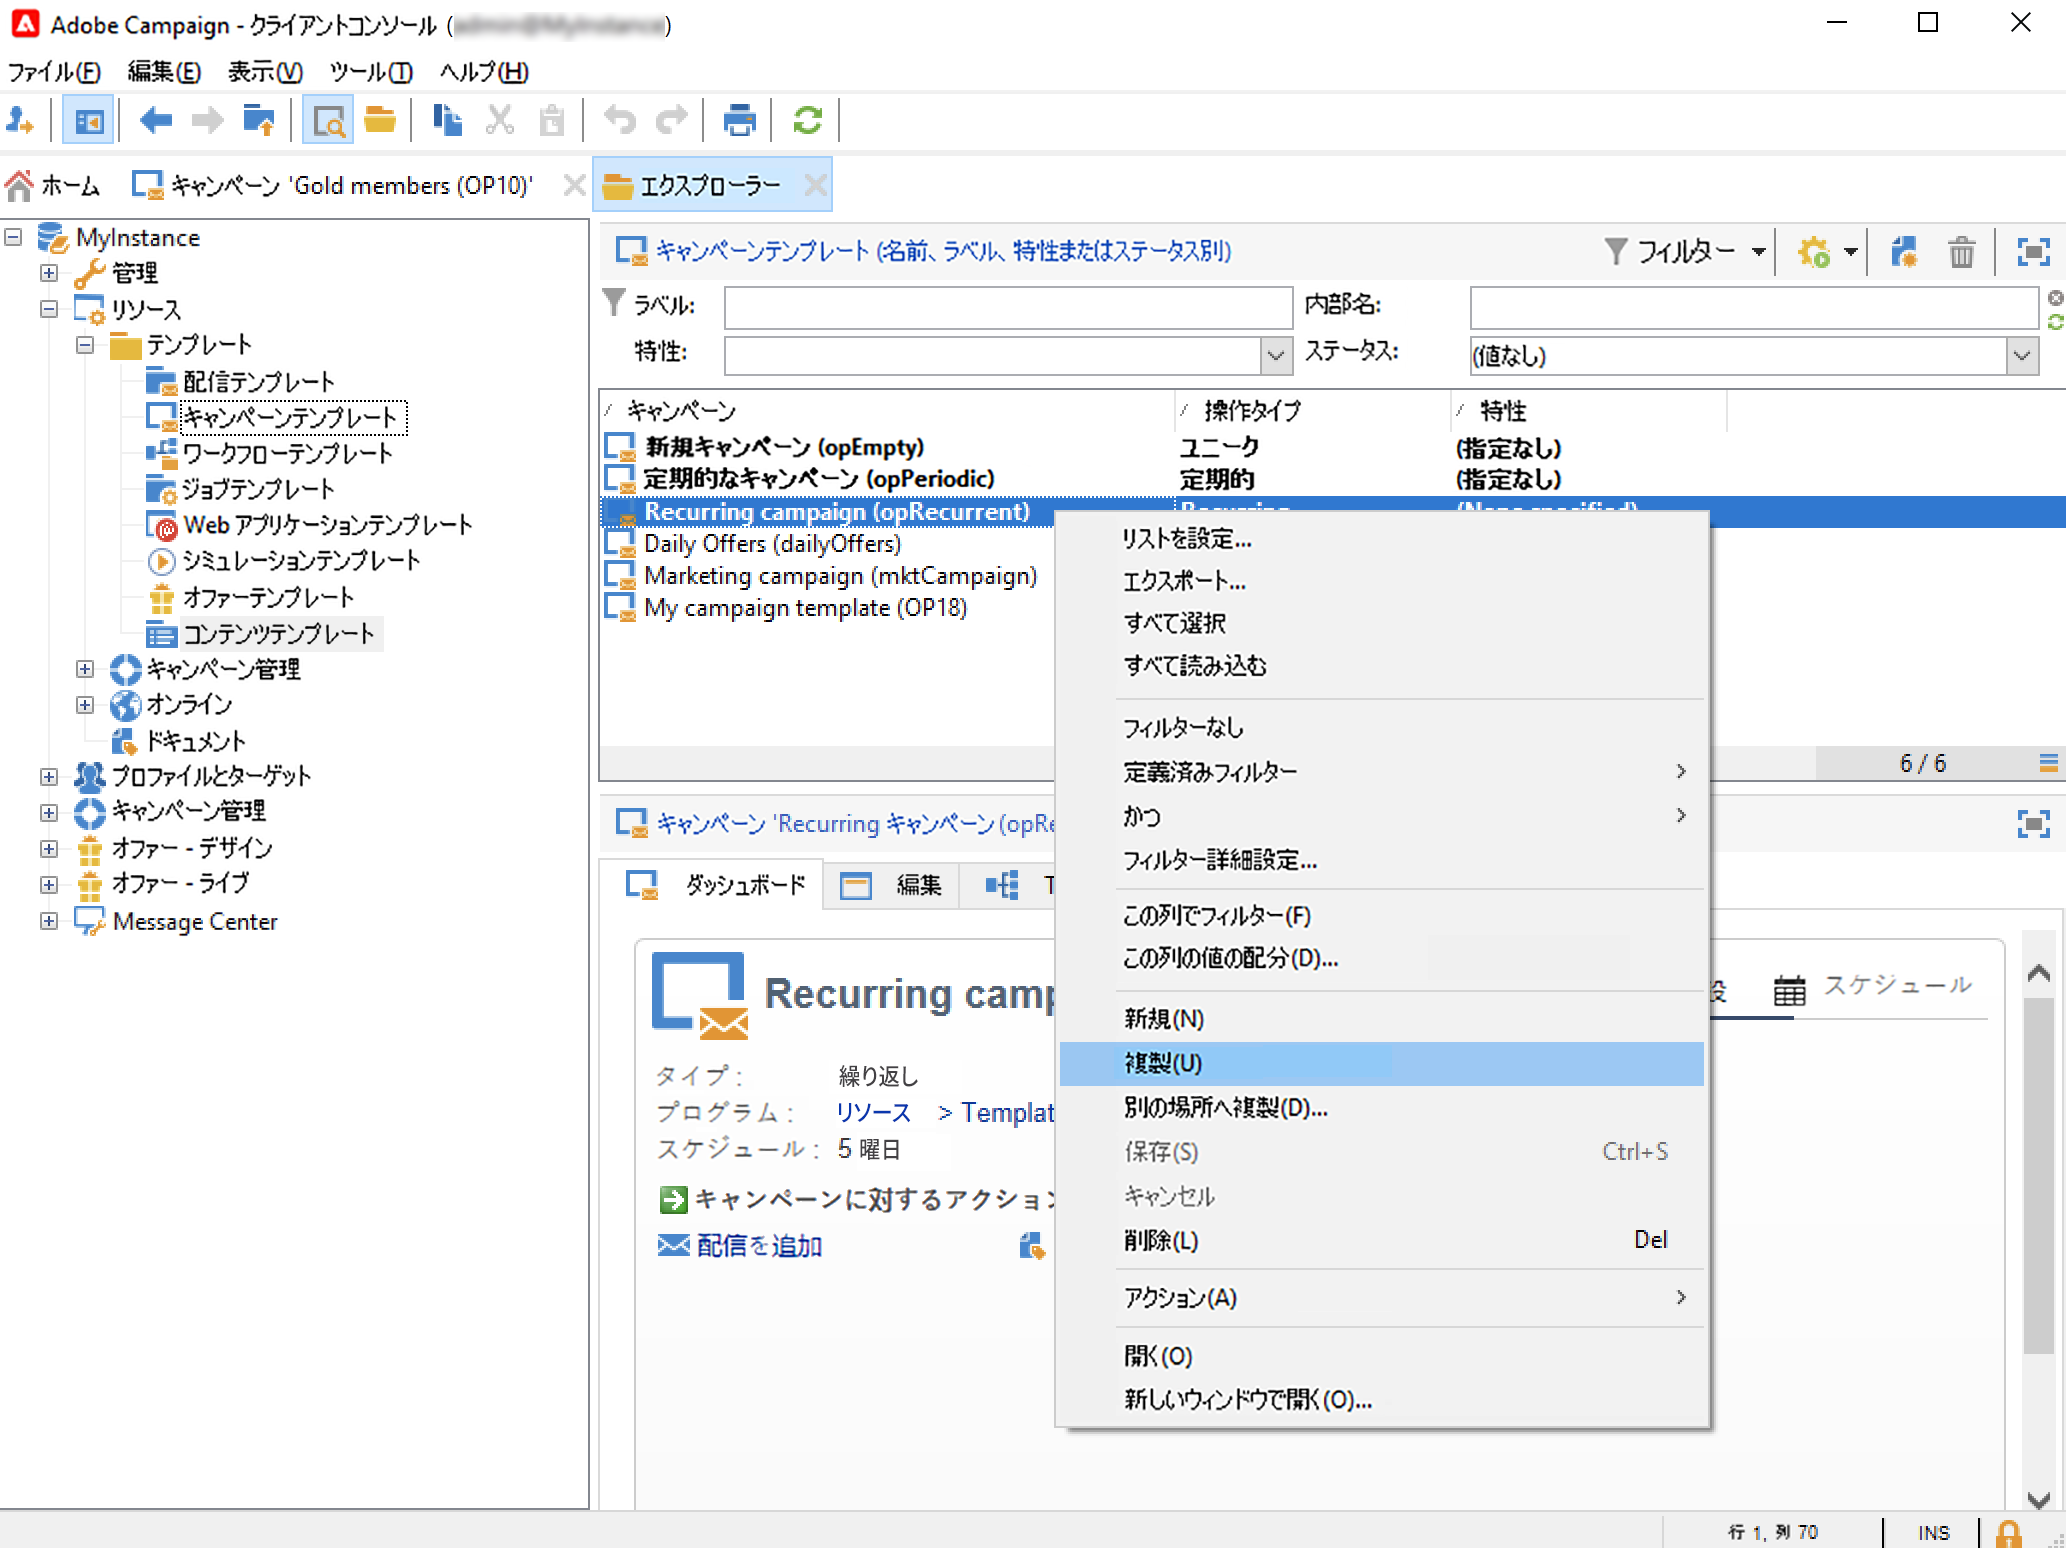 Adobe Campaign - クライアントコンソール ( )
ファイル(F) 編集(E) 表示(V) ツール(T) ヘルプ(H)
ホーム
キャンペーン 'Gold members (OP10)'
エクスプローラー
MyInstance
管理
リソース
テンプレート
配信テンプレート
キャンペーンテンプレート
ワークフローテンプレート
ジョブテンプレート
Web アプリケーションテンプレート
シミュレーションテンプレート
オファーテンプレート
コンテンツテンプレート
キャンペーン管理
オンライン
ドキュメント
プロファイルとターゲット
キャンペーン管理
オファー - デザイン
オファー - ライブ
Message Center
キャンペーンテンプレート (名前、ラベル、特性またはステータス別)
フィルター
ラベル:
内部名:
特性:
ステータス: (値なし)
キャンペーン 操作タイプ 特性
新規キャンペーン (opEmpty) ユニーク (指定なし)
定期的なキャンペーン (opPeriodic) 定期的 (指定なし)
Recurring campaign (opRecurrent) Recurring (None specified)
Daily Offers (dailyOffers)
Marketing campaign (mktCampaign)
My campaign template (OP18)
6 / 6
キャンペーン 'Recurring キャンペーン (opRe
ダッシュボード 編集 T
Recurring camp
スケジュール
タイプ : 繰り返し
プログラム : リソース > Templat
スケジュール : 5 曜日
キャンペーンに対するアクション
配信を追加
リストを設定...
エクスポート...
すべて選択
すべて読み込む
フィルターなし
定義済みフィルター
かつ
フィルター詳細設定...
この列でフィルター(F)
この列の値の配分(D)...
新規(N)
複製(U)
別の場所へ複製(D)...
保存(S) Ctrl+S
キャンセル
削除(L) Del
アクション(A)
開く(O)
新しいウィンドウで開く(O)...
行 1, 列 70 INS